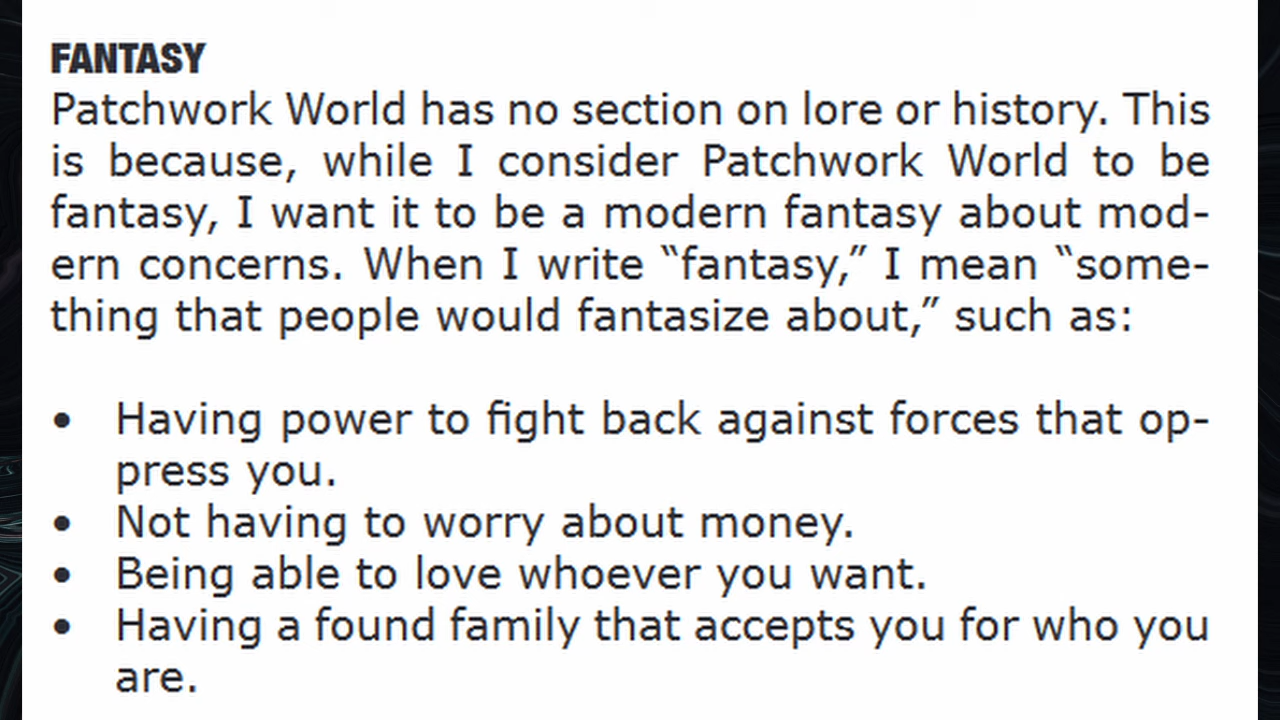 FANTASY
Patchwork World has no section on lore or history. This
is because, while I consider Patchwork World to be
fantasy, I want it to be a modern fantasy about mod-
ern concerns. When I write “fantasy,” I mean “some-
thing that people would fantasize about,” such as:
• Having power to fight back against forces that op-
press you.
• Not having to worry about money.
• Being able to love whoever you want.
• Having a found family that accepts you for who you
are.